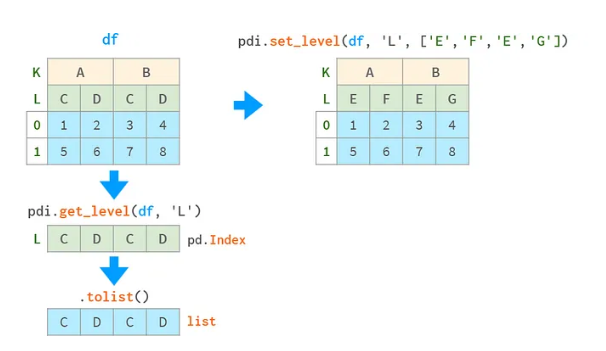 df
K A B
L C D C D
0 1 2 3 4
1 5 6 7 8
pdi.set_level(df, 'L', ['E','F','E','G'])
K A B
L E F E G
0 1 2 3 4
1 5 6 7 8
pdi.get_level(df, 'L')
L C D C D pd.Index
.tolist()
C D C D list